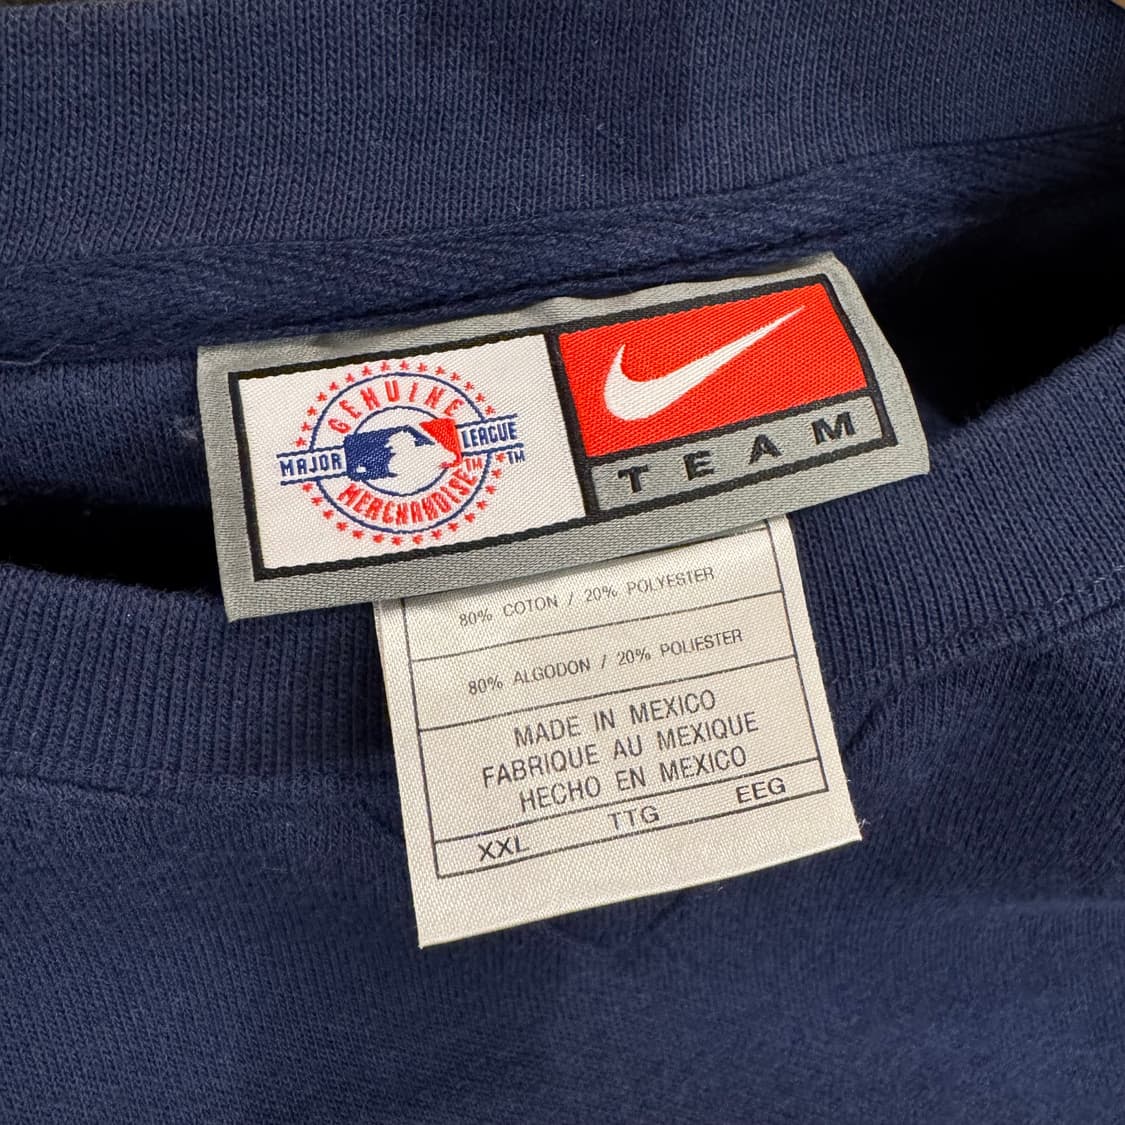 GENUINE
MAJOR LEAGUE
MERCHANDISE™ ™
TEAM
80% COTON / 20% POLYESTER
80% ALGODON / 20% POLIESTER
MADE IN MEXICO
FABRIQUE AU MEXIQUE
HECHO EN MEXICO
XXL TTG EEG